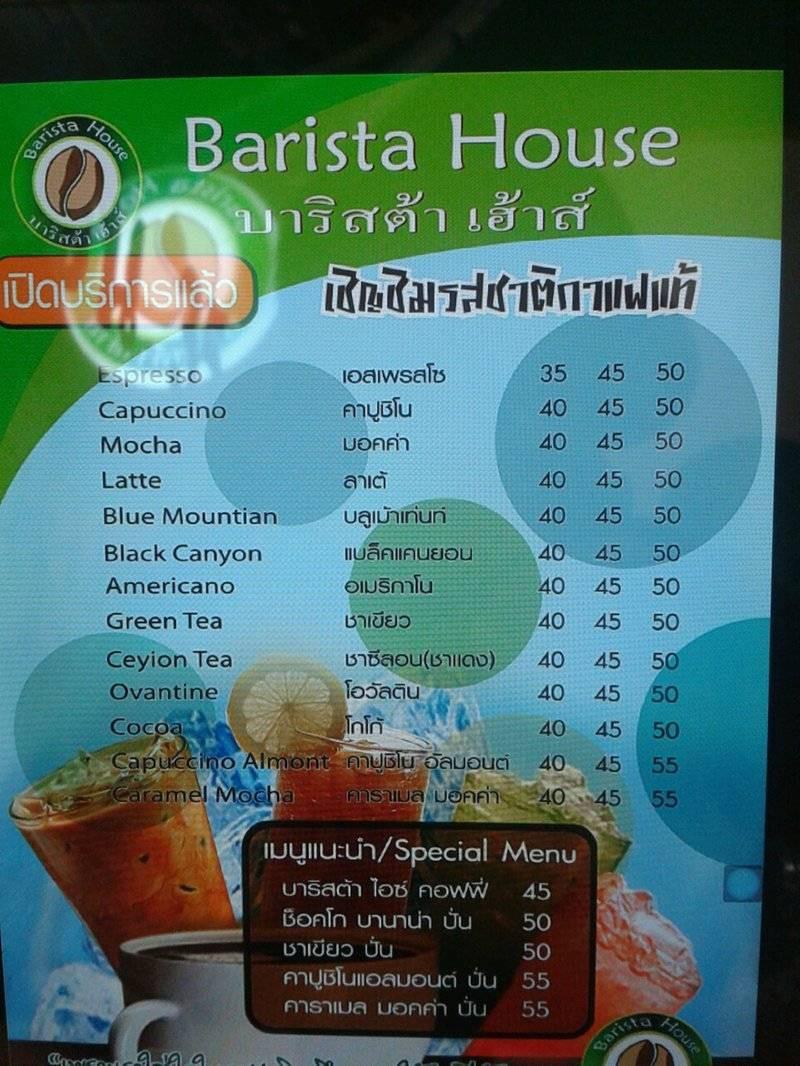 Barista House
บาริสต้า เฮ้าส์
Barista House
บาริสต้า เฮ้าส์
เปิดบริการแล้ว
เชิญชิมรสชาติกาแฟแท้
Espresso เอสเพรสโซ 35 45 50
Capuccino คาปูชิโน 40 45 50
Mocha มอคค่า 40 45 50
Latte ลาเต้ 40 45 50
Blue Mountian บลูเม้าเท่นท์ 40 45 50
Black Canyon แบล็คแคนยอน 40 45 50
Americano อเมริกาโน 40 45 50
Green Tea ชาเขียว 40 45 50
Ceyion Tea ชาซีลอน(ชาแดง) 40 45 50
Ovantine โอวัลติน 40 45 50
Cocoa โกโก้ 40 45 50
Capuccino Almont คาปูชิโน อัลมอนต์ 40 45 55
Caramel Mocha คาราเมล มอคค่า 40 45 55
เมนูแนะนำ/Special Menu
บาริสต้า ไอซ์ คอฟฟี่ 45
ช็อคโก บานาน่า ปั่น 50
ชาเขียว ปั่น 50
คาปูชิโนแอลมอนต์ ปั่น 55
คาราเมล มอคค่า ปั่น 55
Barista House